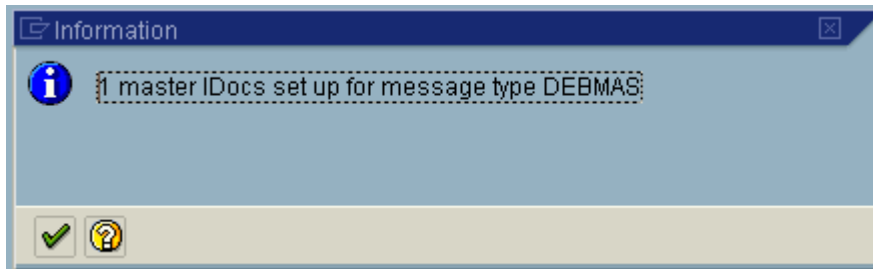 Information
1 master IDocs set up for message type DEBMAS